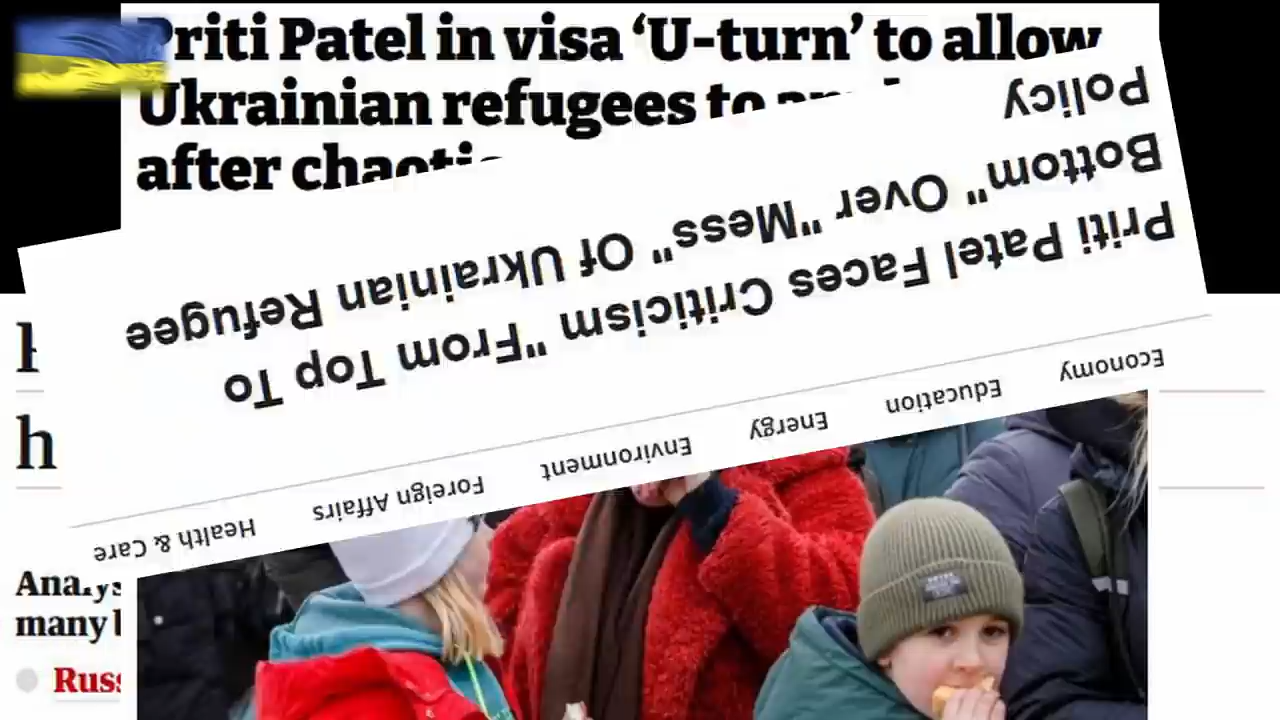 Priti Patel in visa ‘U-turn’ to allow
Ukrainian refugees to
after
Priti Patel Faces Criticism "From Top To
Bottom" Over "Mess" Of Ukrainian Refugee
Policy
Economy Education Energy Environment Foreign Affairs Health & Care
h
many